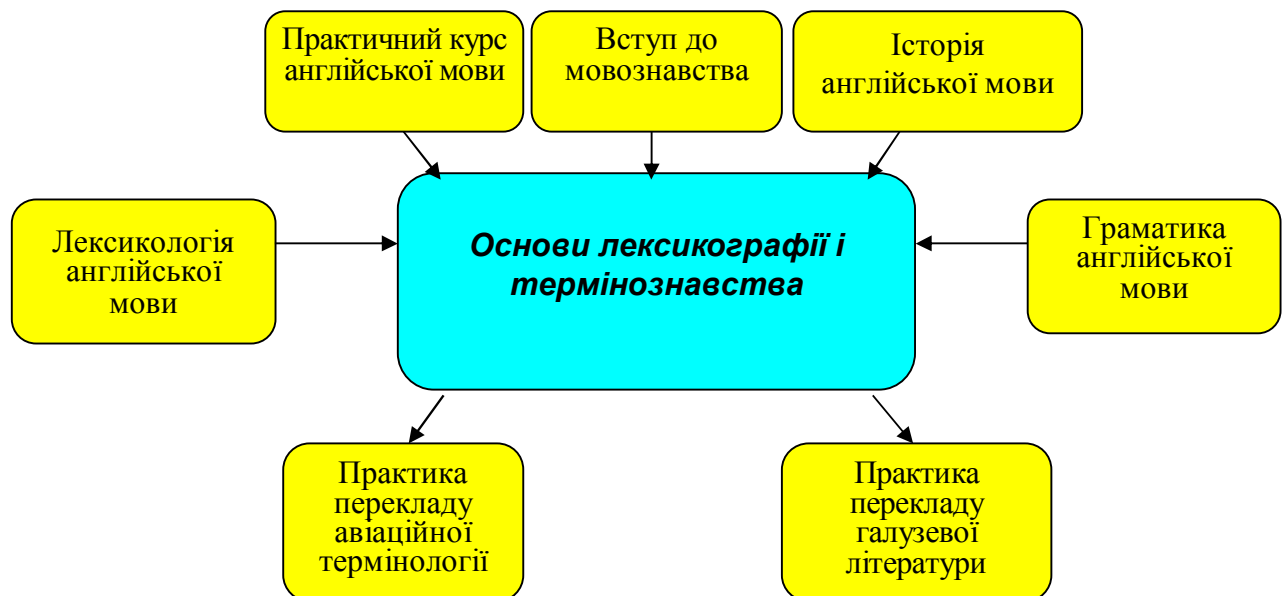 Практичний курс
англійської мови
Вступ до
мовознавства
Історія
англійської мови
Лексикологія
англійської
мови
Основи лексикографії і
термінознавства
Граматика
англійської
мови
Практика
перекладу
авіаційної
термінології
Практика
перекладу
галузевої
літератури